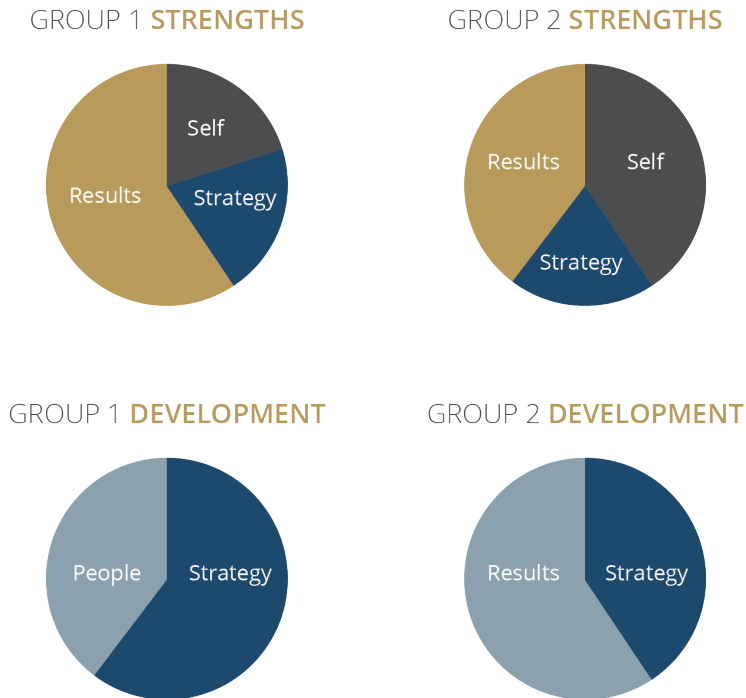 GROUP 1 STRENGTHS
Self
Strategy
Results
GROUP 2 STRENGTHS
Results
Self
Strategy
GROUP 1 DEVELOPMENT
People
Strategy
GROUP 2 DEVELOPMENT
Results
Strategy